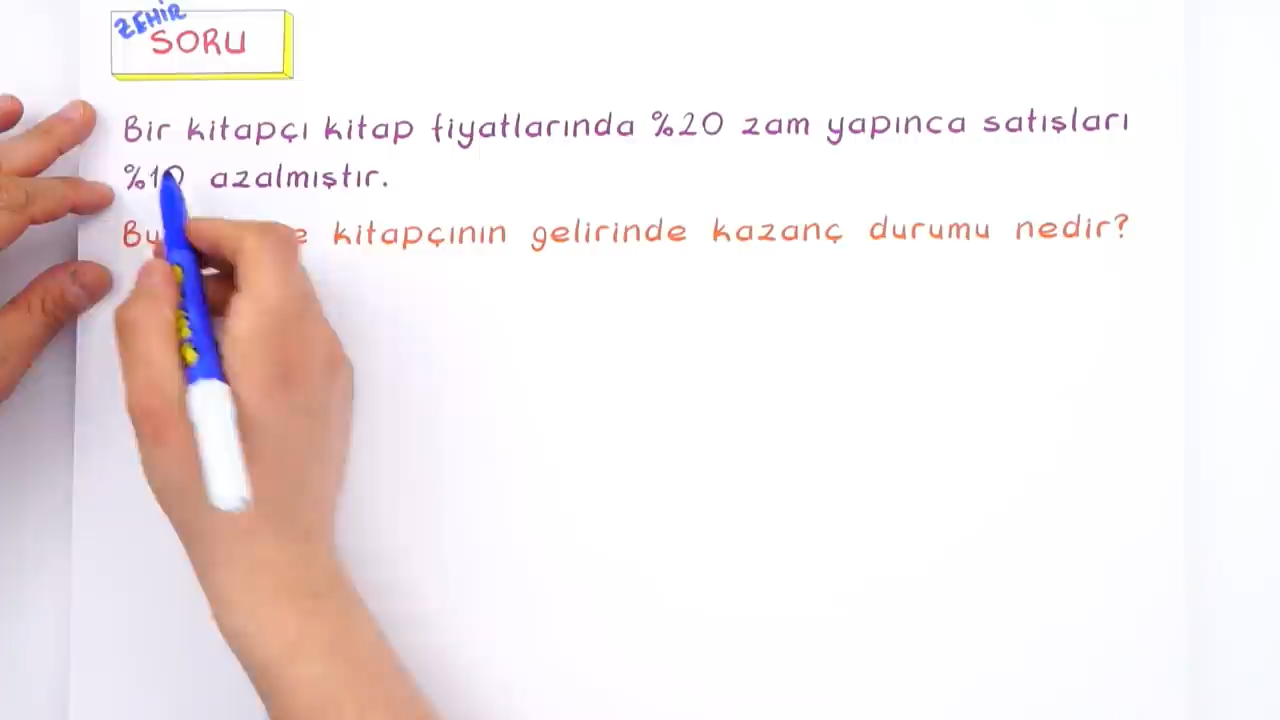 ZEHİR
SORU
Bir kitapçı kitap fiyatlarında %20 zam yapınca satışları
%10 azalmıştır.
kitapçının gelirinde kazanç durumu nedir?